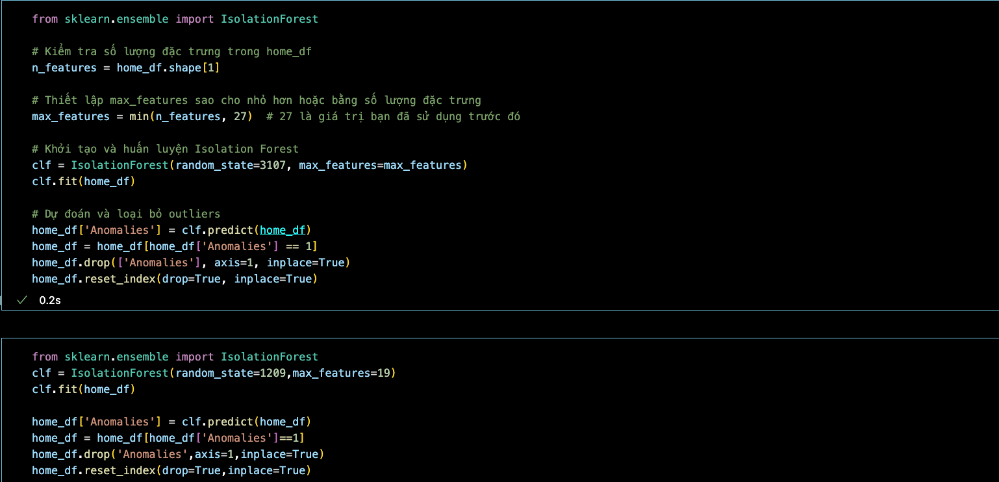 from sklearn.ensemble import IsolationForest
# Kiểm tra số lượng đặc trưng trong home_df
n_features = home_df.shape[1]
# Thiết lập max_features sao cho nhỏ hơn hoặc bằng số lượng đặc trưng
max_features = min(n_features, 27)  # 27 là giá trị bạn đã sử dụng trước đó
# Khởi tạo và huấn luyện Isolation Forest
clf = IsolationForest(random_state=3107, max_features=max_features)
clf.fit(home_df)
# Dự đoán và loại bỏ outliers
home_df['Anomalies'] = clf.predict(home_df)
home_df = home_df[home_df['Anomalies'] == 1]
home_df.drop(['Anomalies'], axis=1, inplace=True)
home_df.reset_index(drop=True, inplace=True)
0.2s
from sklearn.ensemble import IsolationForest
clf = IsolationForest(random_state=1209,max_features=19)
clf.fit(home_df)
home_df['Anomalies'] = clf.predict(home_df)
home_df = home_df[home_df['Anomalies']==1]
home_df.drop('Anomalies',axis=1,inplace=True)
home_df.reset_index(drop=True,inplace=True)